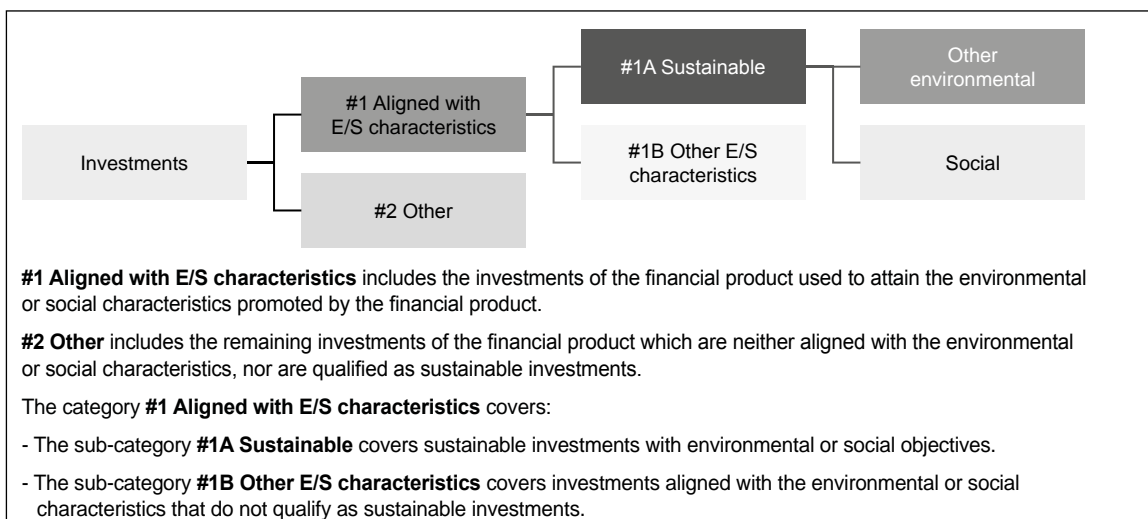 Investments
#1 Aligned with
E/S characteristics
#2 Other
#1A Sustainable
#1B Other E/S
characteristics
Other
environmental
Social
#1 Aligned with E/S characteristics includes the investments of the financial product used to attain the environmental
or social characteristics promoted by the financial product.
#2 Other includes the remaining investments of the financial product which are neither aligned with the environmental
or social characteristics, nor are qualified as sustainable investments.
The category #1 Aligned with E/S characteristics covers:
- The sub-category #1A Sustainable covers sustainable investments with environmental or social objectives.
- The sub-category #1B Other E/S characteristics covers investments aligned with the environmental or social
characteristics that do not qualify as sustainable investments.